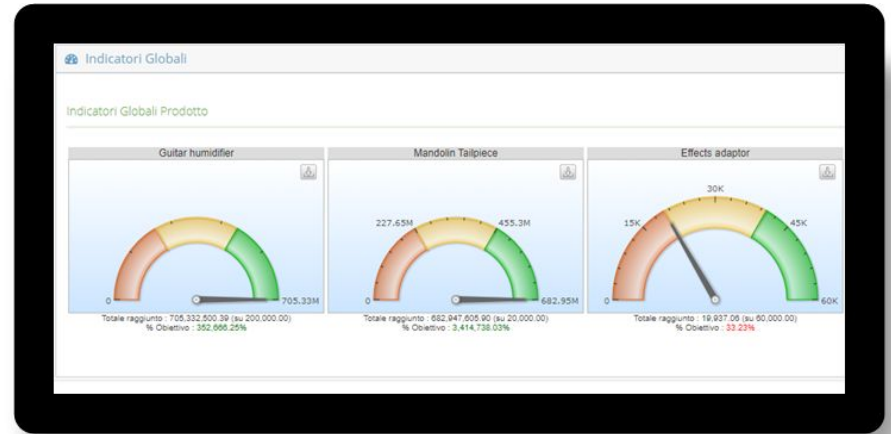 Indicatori Globali
Indicatori Globali Prodotto
Guitar humidifier
0
705.33M
Totale raggiunto : 705,332,500.39 (su 200,000.00)
% Obiettivo : 352,666.25%
Mandolin Tailpiece
0
227.65M
455.3M
682.95M
Totale raggiunto : 682,947,605.90 (su 20,000.00)
% Obiettivo : 3,414,738.03%
Effects adaptor
0
15K
30K
45K
60K
Totale raggiunto : 19,937.06 (su 60,000.00)
% Obiettivo : 33.23%